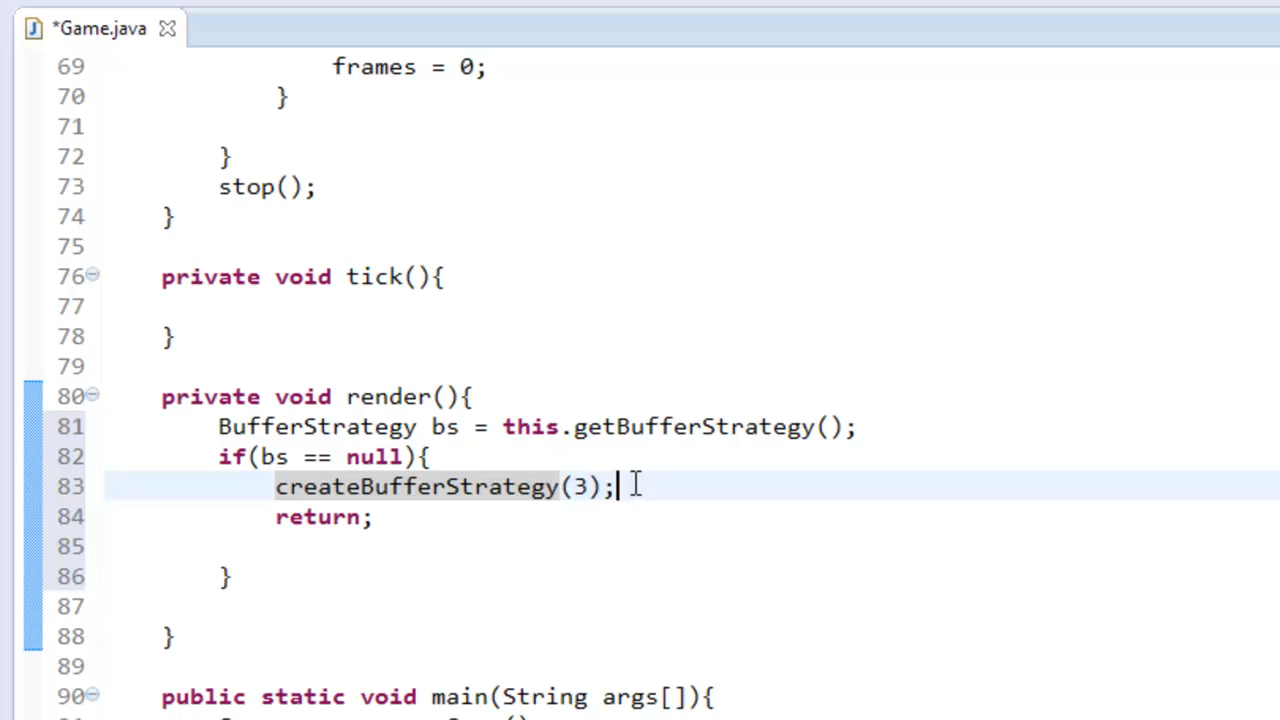 *Game.java
69 frames = 0;
70 }
71
72 }
73 stop();
74 }
75
76 private void tick(){
77
78 }
79
80 private void render(){
81 BufferStrategy bs = this.getBufferStrategy();
82 if(bs == null){
83 createBufferStrategy(3);
84 return;
85
86 }
87
88 }
89
90 public static void main(String args[]){